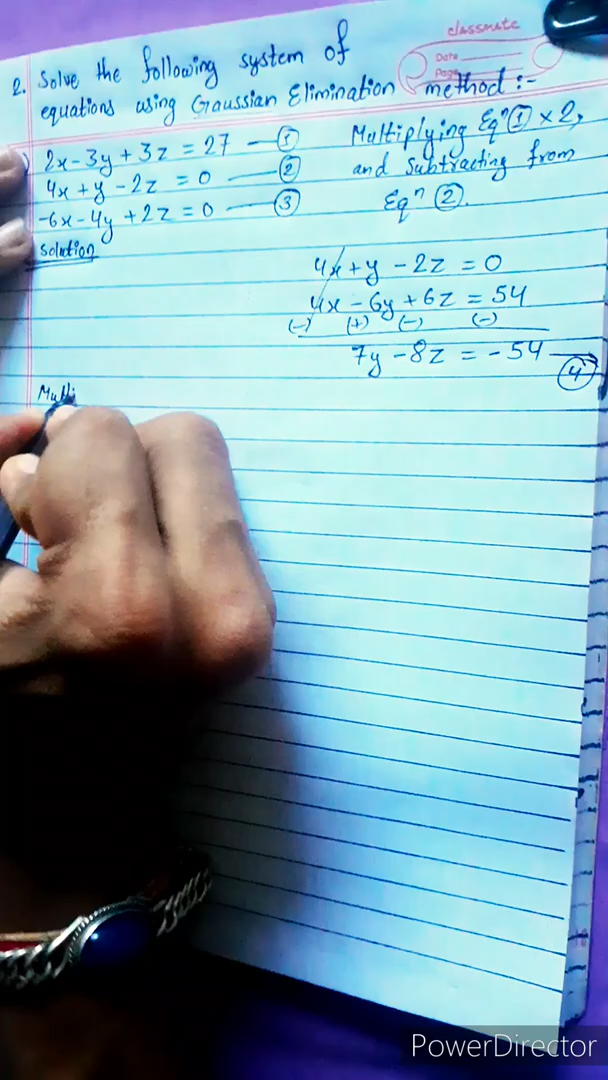 classmate
Date
Page
2. Solve the following system of
equations using Gaussian Elimination method :-
2x - 3y + 3z = 27 — ①
4x + y - 2z = 0 — ②
-6x - 4y + 2z = 0 — ③
Solution
Multiplying Eqⁿ ① × 2,
and subtracting from
Eqⁿ ②.
4x + y - 2z = 0
4x - 6y + 6z = 54
(-) (+) (-) (-)
7y - 8z = -54 → ④
Multi
PowerDirector